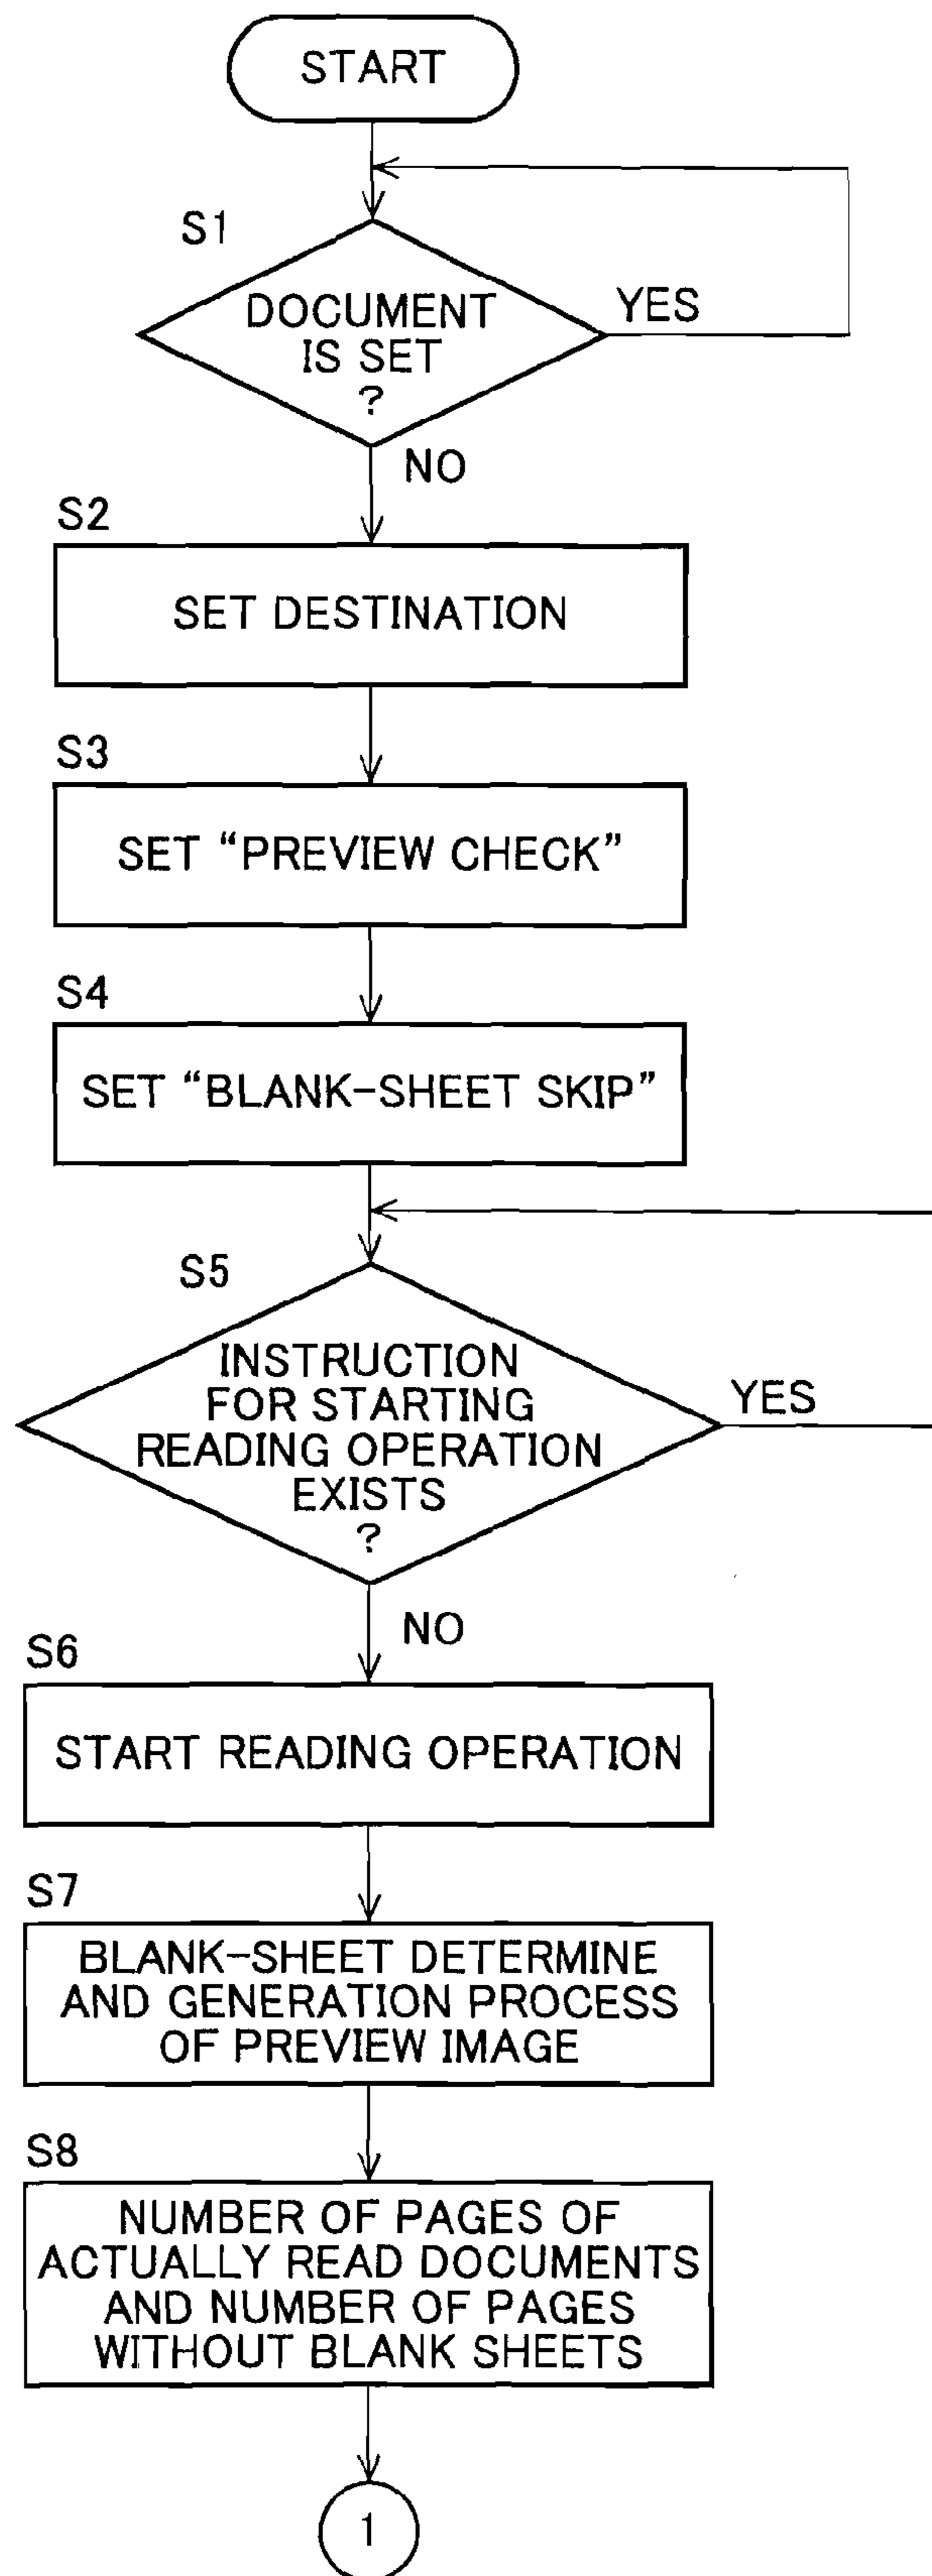 START
S1
DOCUMENT
IS SET
?
YES
NO
S2
SET DESTINATION
S3
SET “PREVIEW CHECK”
S4
SET “BLANK-SHEET SKIP”
S5
INSTRUCTION
FOR STARTING
READING OPERATION
EXISTS
?
YES
NO
S6
START READING OPERATION
S7
BLANK-SHEET DETERMINE
AND GENERATION PROCESS
OF PREVIEW IMAGE
S8
NUMBER OF PAGES OF
ACTUALLY READ DOCUMENTS
AND NUMBER OF PAGES
WITHOUT BLANK SHEETS
1